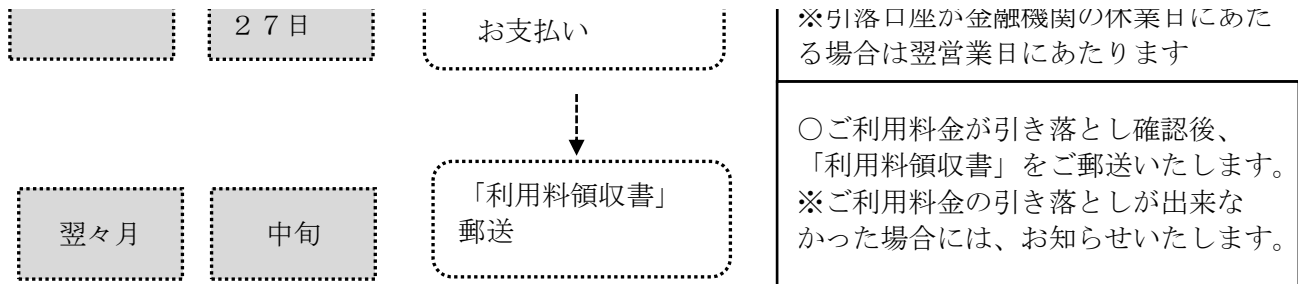 27日
お支払い
※引落口座が金融機関の休業日にあた
る場合は翌営業日にあたります
○ご利用料金が引き落とし確認後、
「利用料領収書」をご郵送いたします。
※ご利用料金の引き落としが出来な
かった場合には、お知らせいたします。
翌々月
中旬
「利用料領収書」
郵送